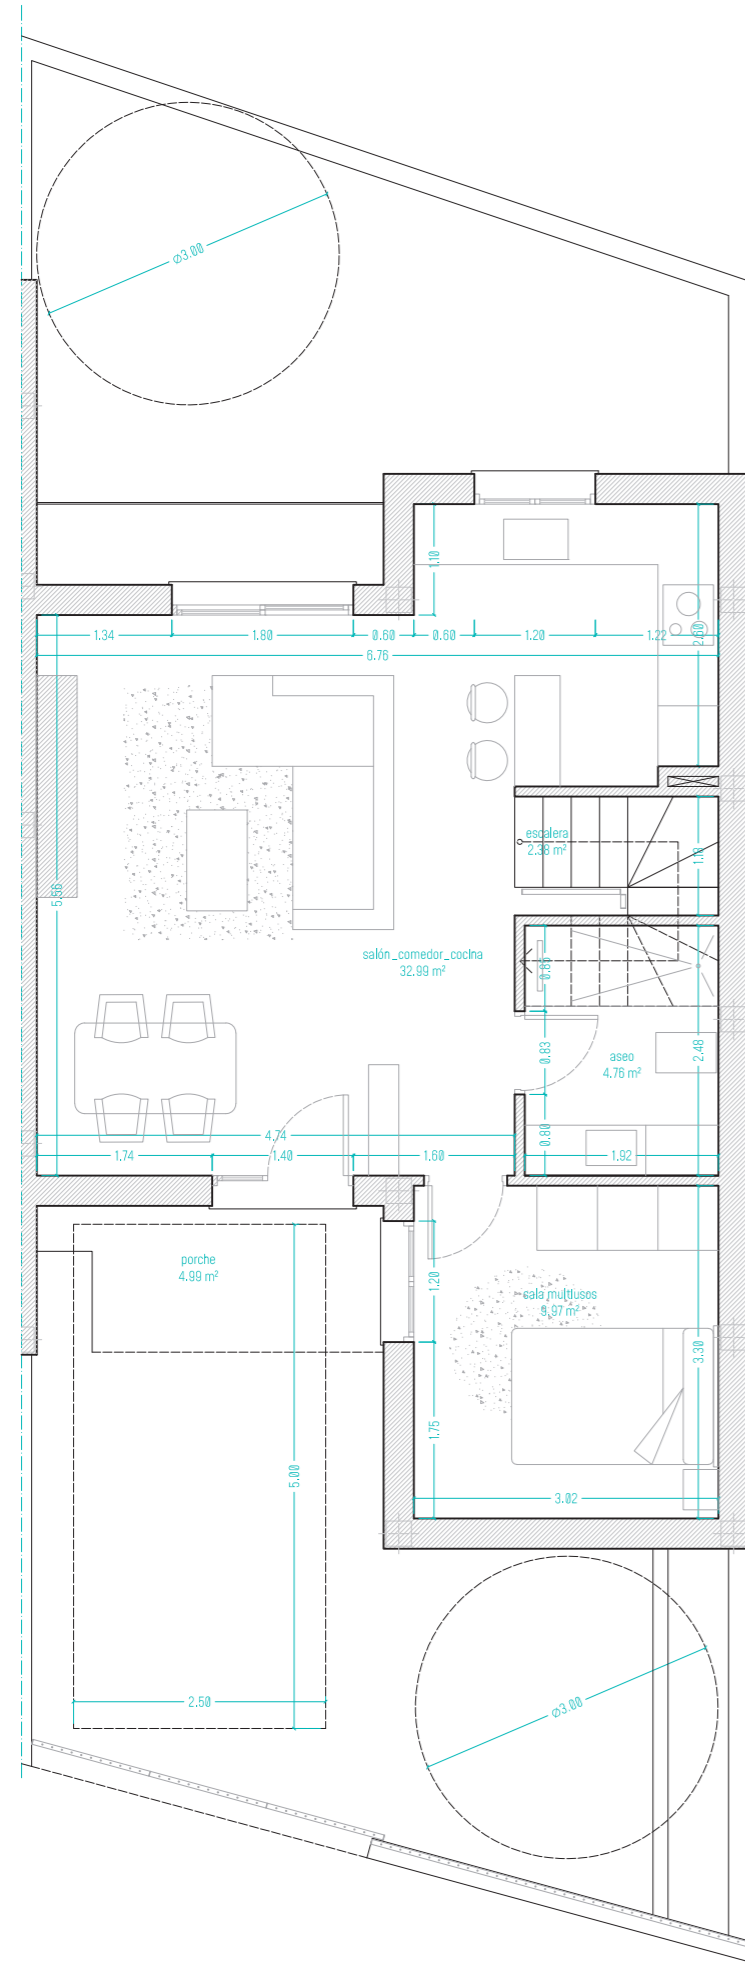 ⌀3.00
1.10
1.34
1.80
0.60
0.60
1.20
1.22
2.60
6.76
escalera
2.38 m²
1.18
5.56
salón_comedor_cocina
32.99 m²
0.85
0.83
aseo
4.76 m²
2.48
0.80
4.74
1.74
1.40
1.60
1.92
porche
4.99 m²
1.20
sala multiusos
9.97 m²
3.30
1.75
5.00
3.02
2.50
⌀3.00